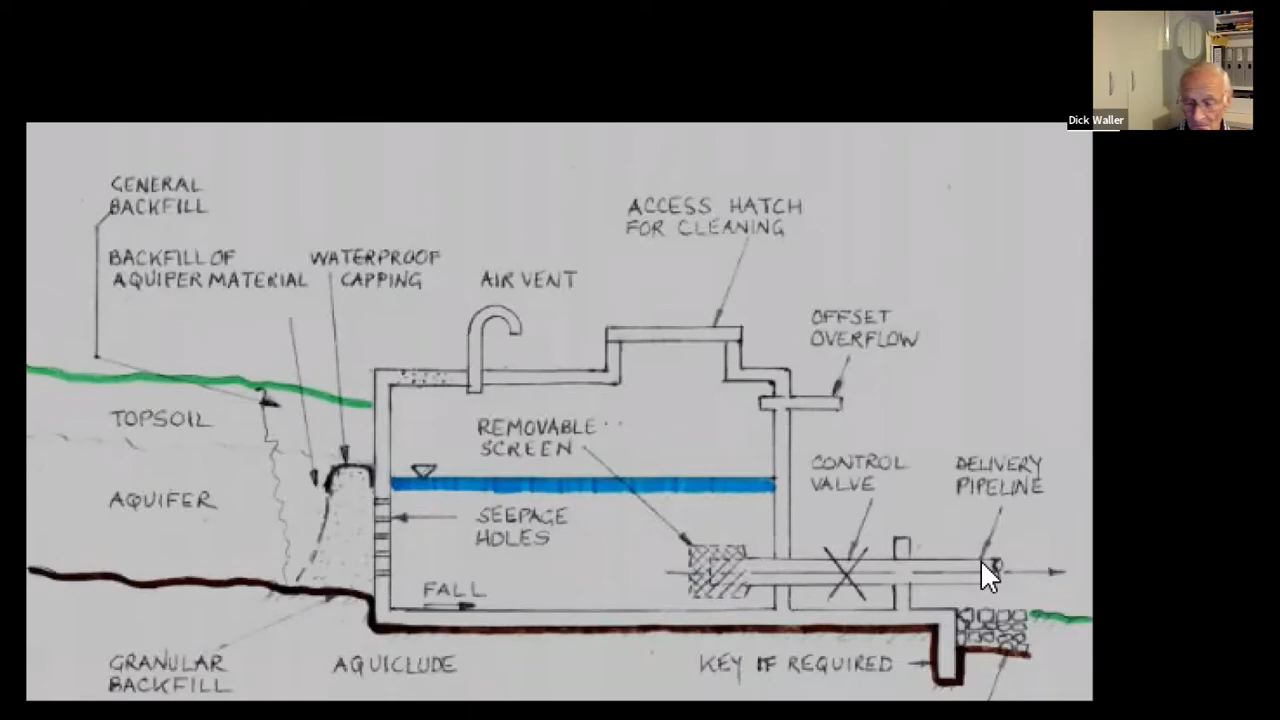 Dick Waller
GENERAL
BACKFILL
BACKFILL OF
AQUIFER MATERIAL
WATERPROOF
CAPPING
AIR VENT
ACCESS HATCH
FOR CLEANING
OFFSET
OVERFLOW
TOPSOIL
REMOVABLE
SCREEN
CONTROL
VALVE
DELIVERY
PIPELINE
AQUIFER
SEEPAGE
HOLES
FALL
GRANULAR
BACKFILL
AQUICLUDE
KEY IF REQUIRED